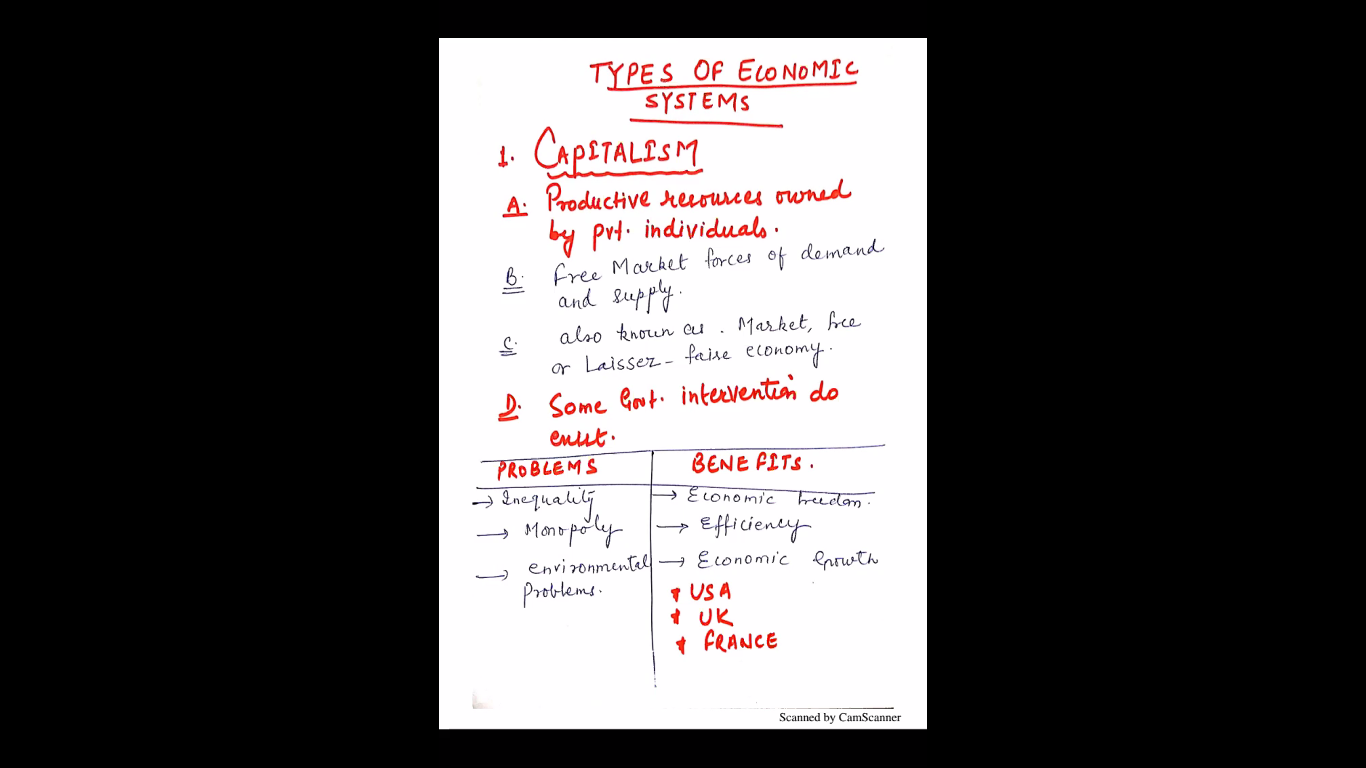 TYPES OF ECONOMIC
SYSTEMS
1. CAPITALISM
A. Productive resources owned
by pvt. individuals.
B. Free Market forces of demand
and supply.
C. also known as. Market, free
or Laissez-faire economy.
D. Some Govt. intervention do
exist.
PROBLEMS BENEFITS.
→ Inequality → Economic freedom.
→ Monopoly → Efficiency
→ environmental → Economic Growth
Problems.
* USA
* UK
* FRANCE
Scanned by CamScanner